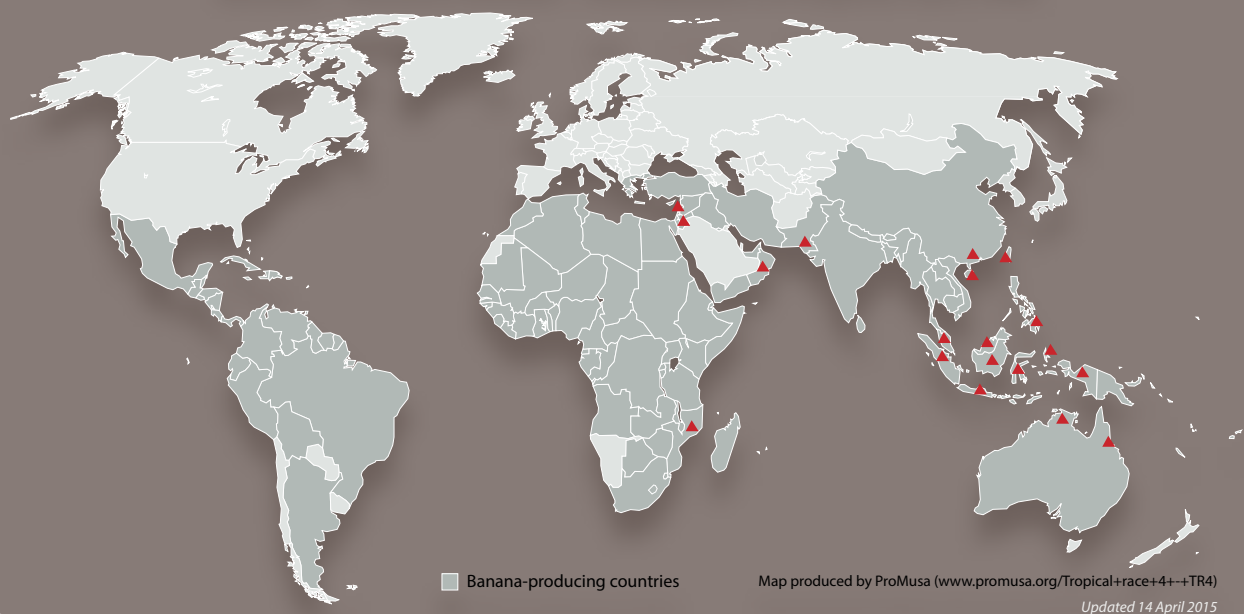 Banana-producing countries
Map produced by ProMusa (www.promusa.org/Tropical+race+4+-+TR4)
Updated 14 April 2015